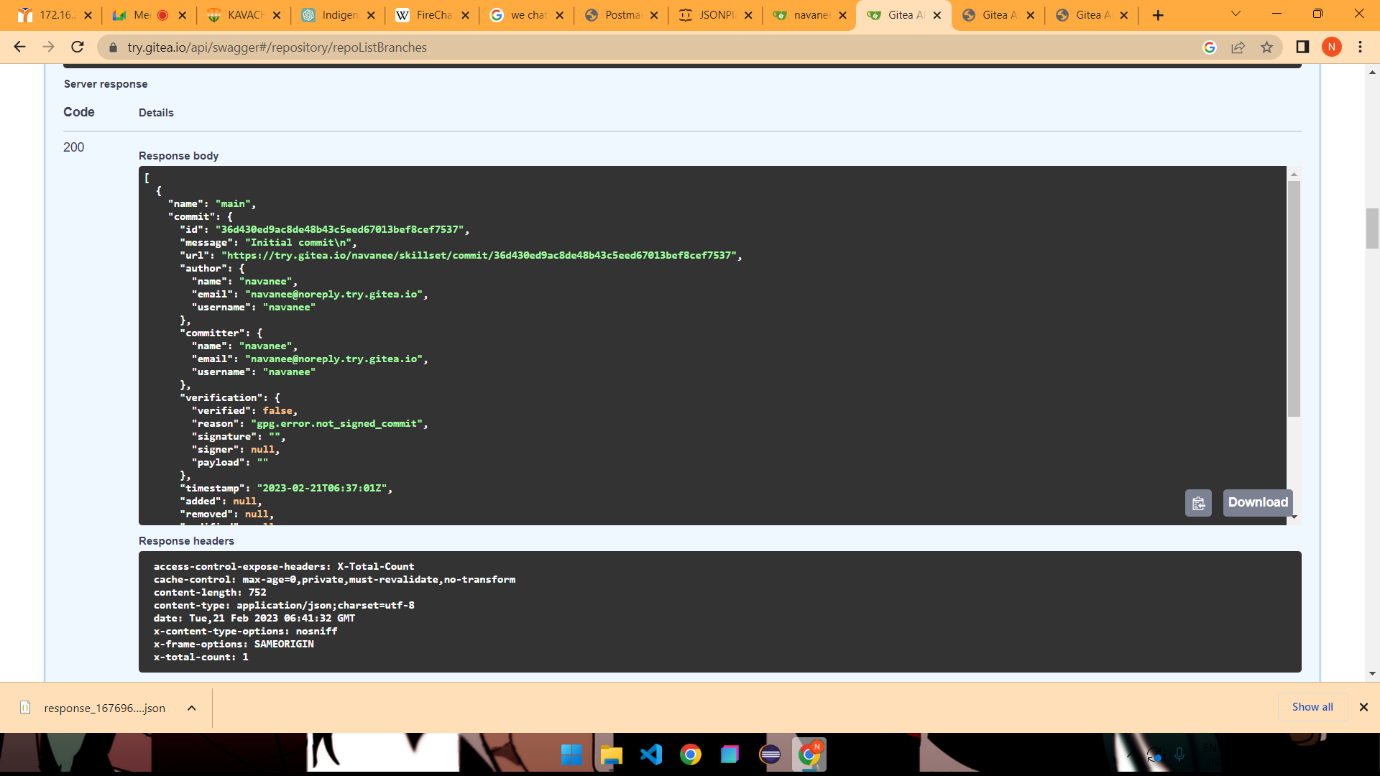 172.16.
Me
KAVACH
Indigen
FireCha
we chat
Postma
JSONPl
navanee
Gitea A
Gitea A
Gitea A
try.gitea.io/api/swagger#/repository/repoListBranches
N
Server response
Code Details
200
Response body
[
{
"name": "main",
"commit": {
"id": "36d430ed9ac8de48b43c5eed67013bef8cef7537",
"message": "Initial commit\n",
"url": "https://try.gitea.io/navanee/skillset/commit/36d430ed9ac8de48b43c5eed67013bef8cef7537",
"author": {
"name": "navanee",
"email": "navanee@noreply.try.gitea.io",
"username": "navanee"
},
"committer": {
"name": "navanee",
"email": "navanee@noreply.try.gitea.io",
"username": "navanee"
},
"verification": {
"verified": false,
"reason": "gpg.error.not_signed_commit",
"signature": "",
"signer": null,
"payload": ""
},
"timestamp": "2023-02-21T06:37:01Z",
"added": null,
"removed": null,
Download
Response headers
access-control-expose-headers: X-Total-Count
cache-control: max-age=0,private,must-revalidate,no-transform
content-length: 752
content-type: application/json;charset=utf-8
date: Tue,21 Feb 2023 06:41:32 GMT
x-content-type-options: nosniff
x-frame-options: SAMEORIGIN
x-total-count: 1
response_167696....json
Show all
N